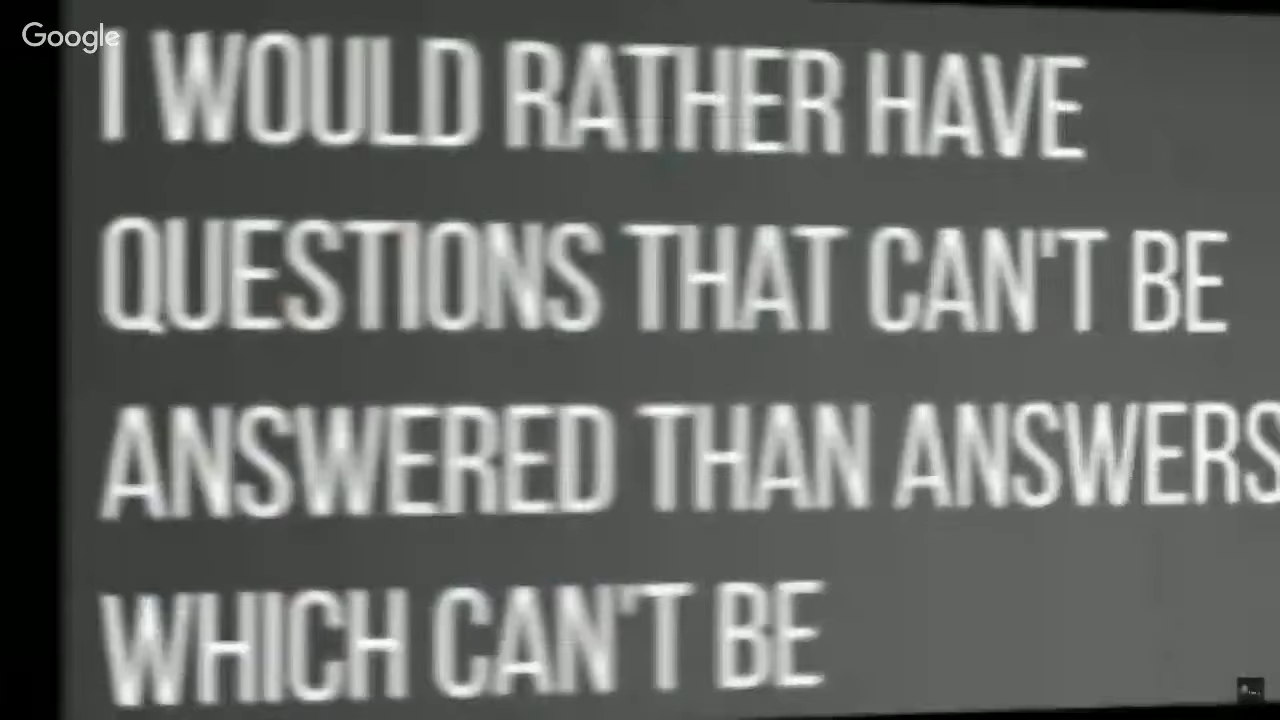 Google
I WOULD RATHER HAVE
QUESTIONS THAT CAN'T BE
ANSWERED THAN ANSWERS
WHICH CAN'T BE